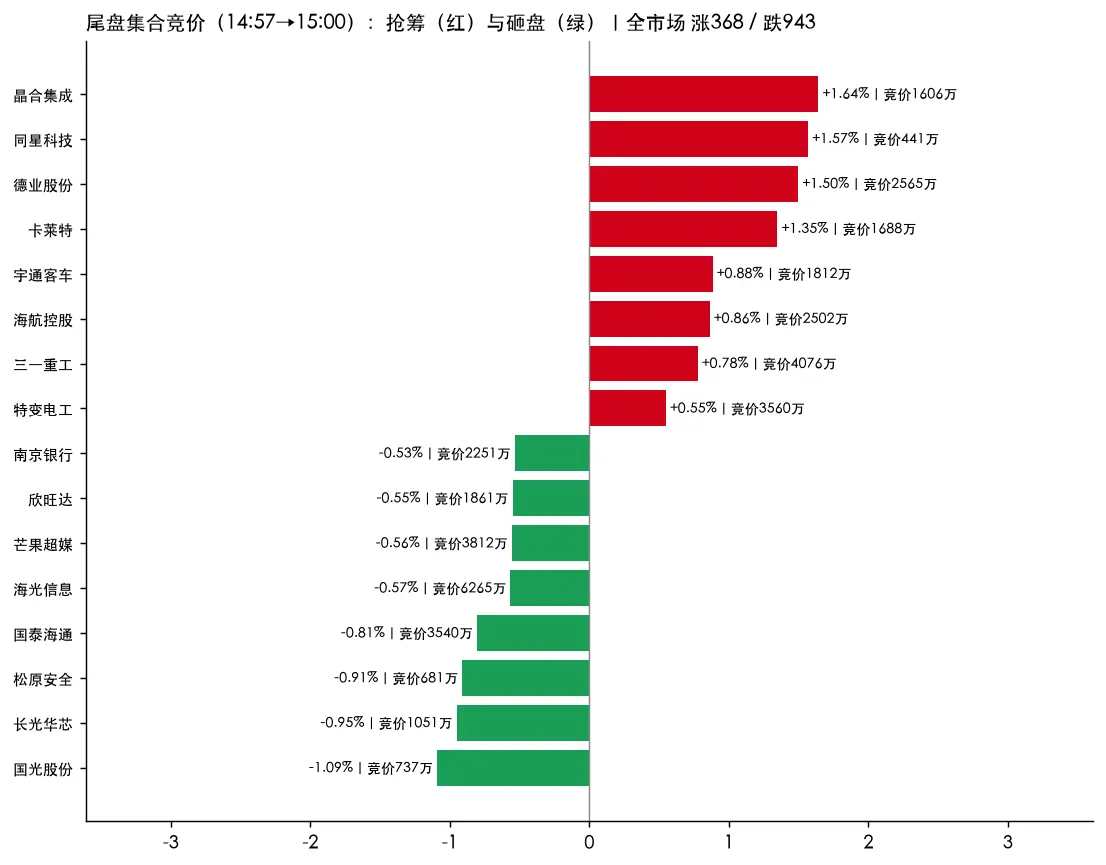 尾盘集合竞价（14:57→15:00）：抢筹（红）与砸盘（绿）｜全市场 涨368 / 跌943
晶合集成 +1.64%｜竞价1606万
同星科技 +1.57%｜竞价441万
德业股份 +1.50%｜竞价2565万
卡莱特 +1.35%｜竞价1688万
宇通客车 +0.88%｜竞价1812万
海航控股 +0.86%｜竞价2502万
三一重工 +0.78%｜竞价4076万
特变电工 +0.55%｜竞价3560万
南京银行 -0.53%｜竞价2251万
欣旺达 -0.55%｜竞价1861万
芒果超媒 -0.56%｜竞价3812万
海光信息 -0.57%｜竞价6265万
国泰海通 -0.81%｜竞价3540万
松原安全 -0.91%｜竞价681万
长光华芯 -0.95%｜竞价1051万
国光股份 -1.09%｜竞价737万
-3 -2 -1 0 1 2 3